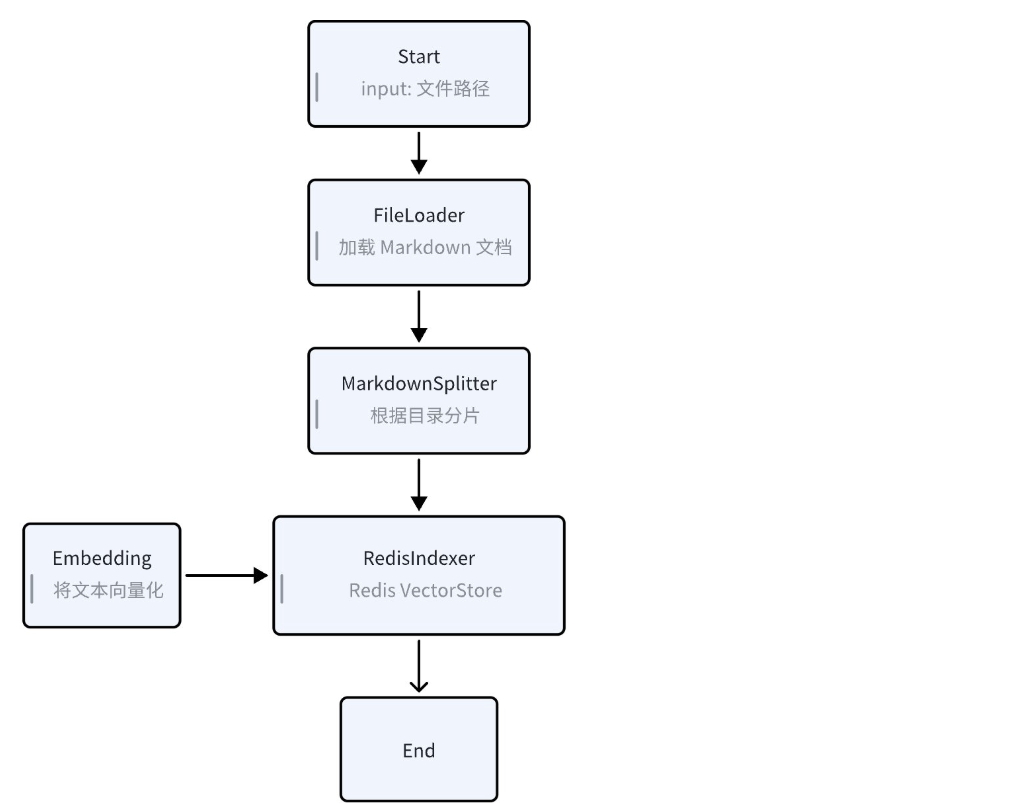 Start
input: 文件路径
FileLoader
加载 Markdown 文档
MarkdownSplitter
根据目录分片
Embedding
将文本向量化
RedisIndexer
Redis VectorStore
End